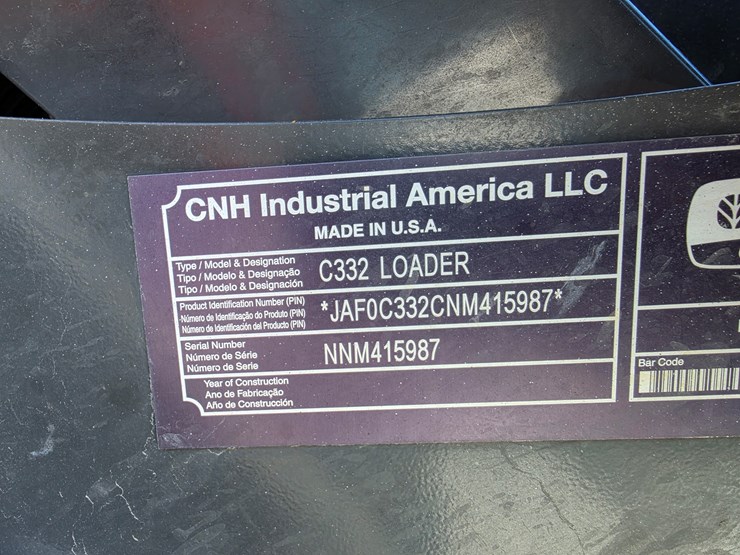 CNH Industrial America LLC
MADE IN U.S.A.
Type / Model & Designation
Tipo / Modelo & Designação
Tipo / Modelo & Designación
C332 LOADER
Product Identification Number (PIN)
Número de Identificação do Produto (PIN)
Número de Identificación del Producto (PIN)
*JAF0C332CNM415987*
Serial Number
Número de Série
Número de Serie
NNM415987
Year of Construction
Ano de Fabricação
Año de Construcción
Bar Code